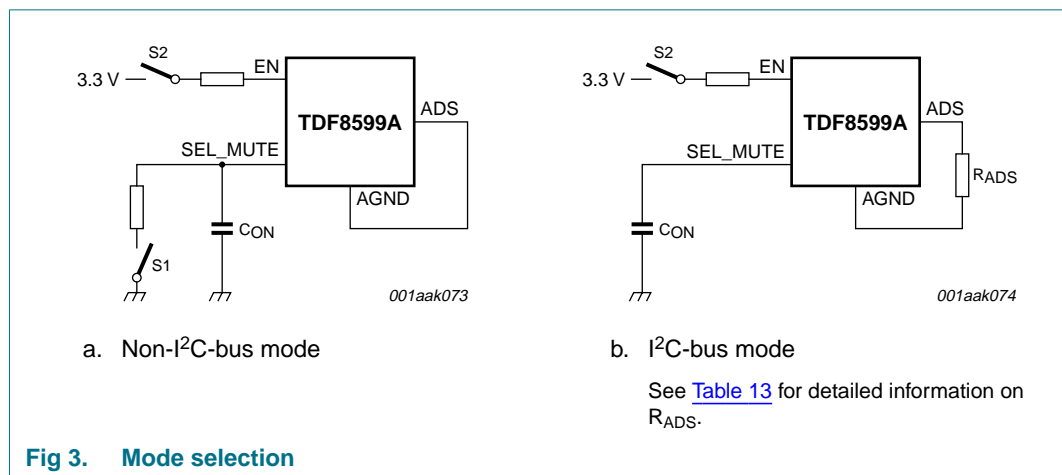 S2
3.3 V
EN
ADS
TDF8599A
SEL_MUTE
AGND
CON
S1
001aak073
a. Non-I²C-bus mode
S2
3.3 V
EN
ADS
TDF8599A
SEL_MUTE
RADS
AGND
CON
001aak074
b. I²C-bus mode
See Table 13 for detailed information on
RADS.
Fig 3. Mode selection